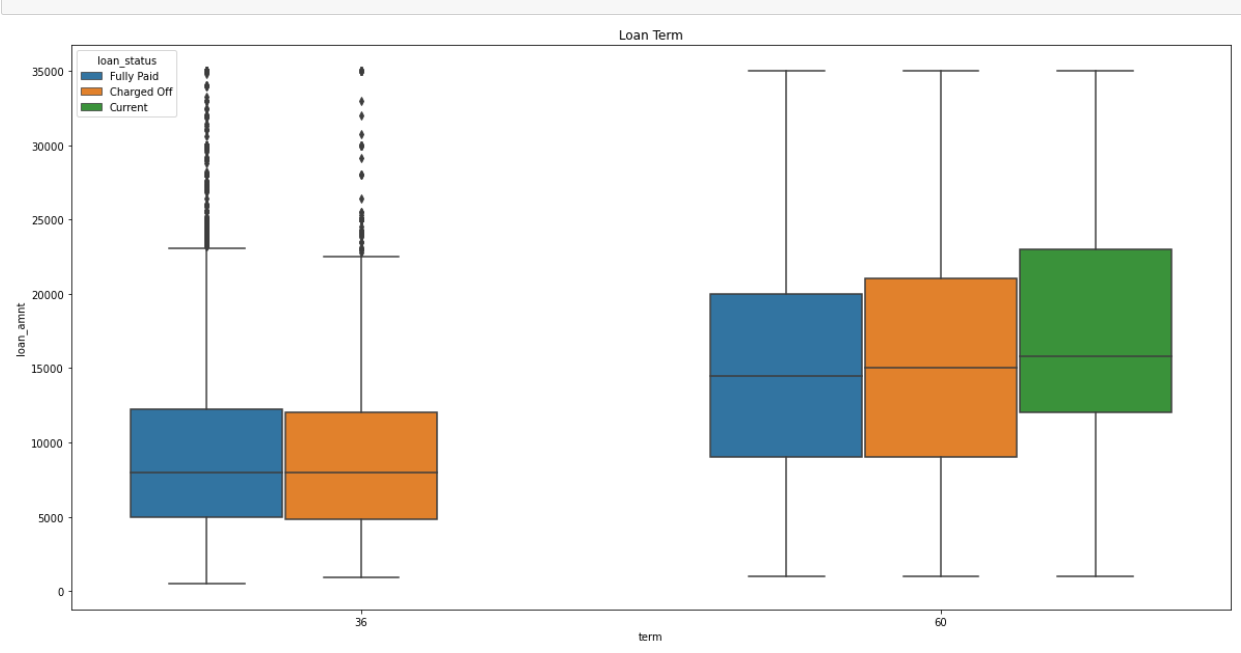 Loan Term
loan_status
Fully Paid
Charged Off
Current
35000
30000
25000
20000
15000
10000
5000
0
loan_amnt
36
60
term